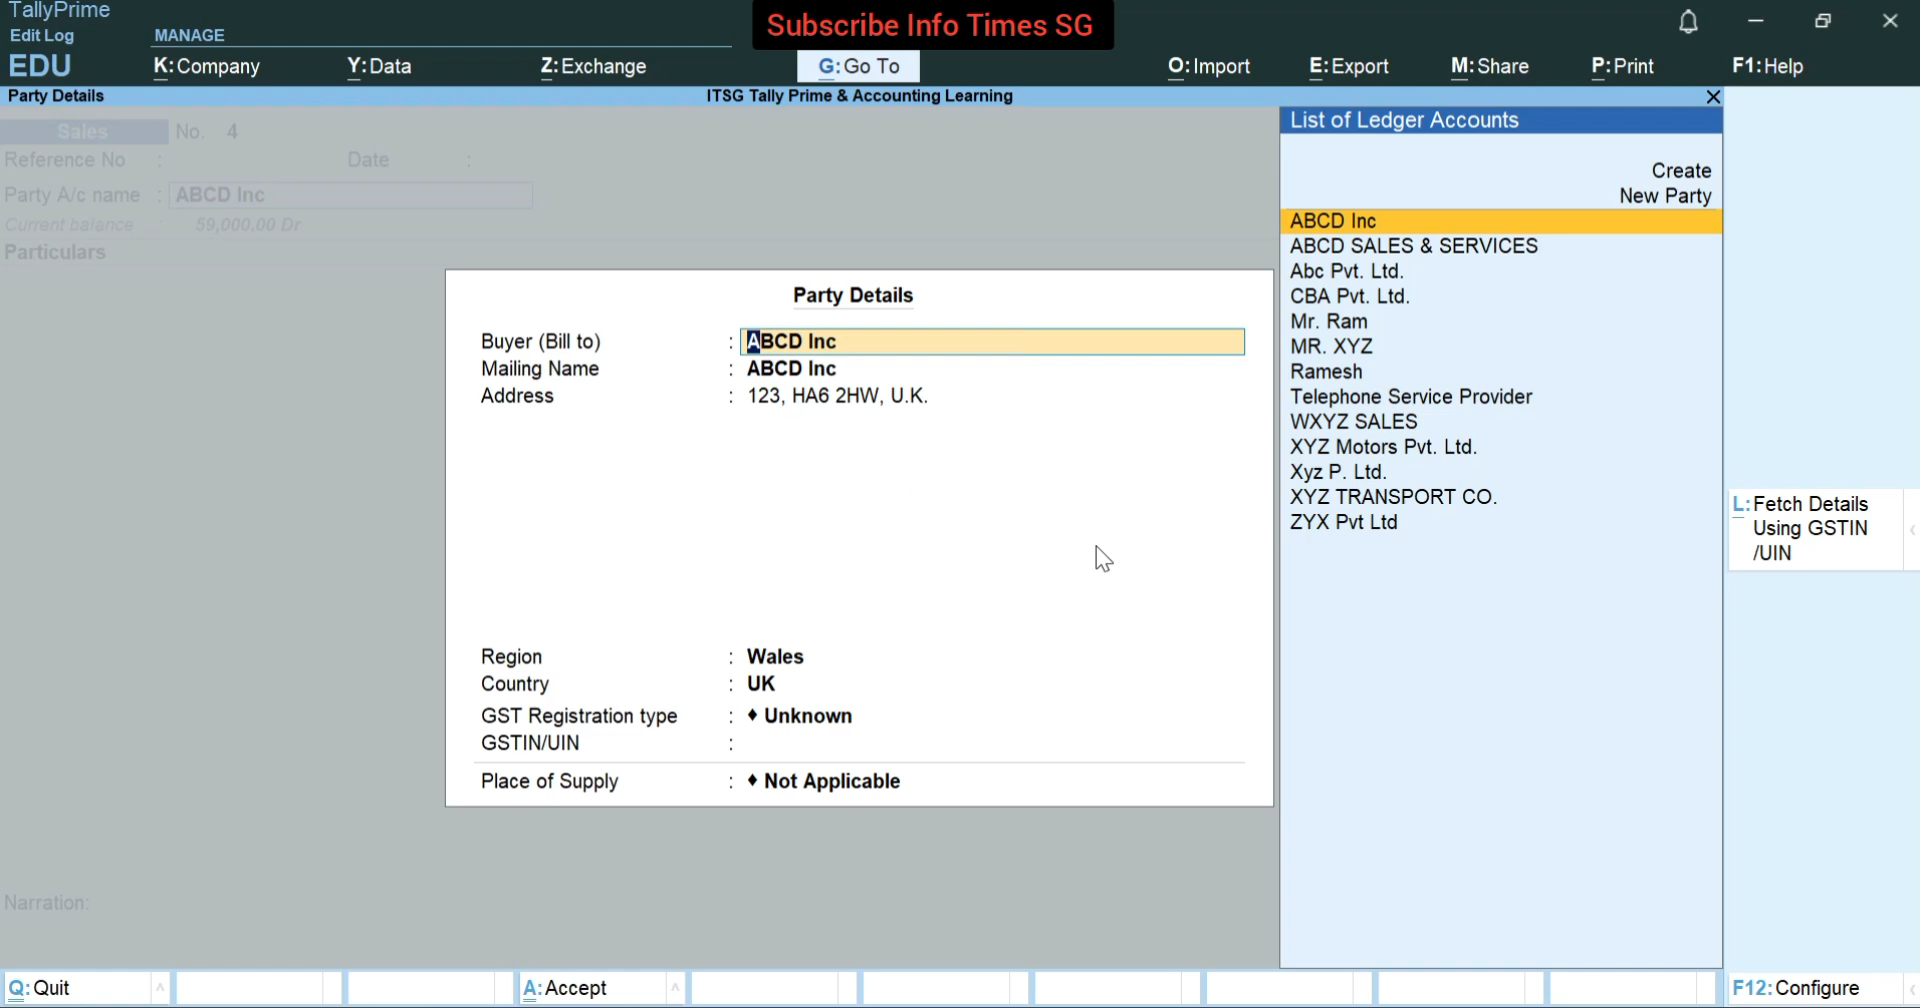 TallyPrime
Edit Log
EDU
MANAGE
Subscribe Info Times SG
K:Company
Y:Data
Z:Exchange
G:Go To
O:Import
E:Export
M:Share
P:Print
F1:Help
Party Details
ITSG Tally Prime & Accounting Learning
Sales No. 4
Reference No : Date :
Party A/c name : ABCD Inc
Current balance : 59,000.00 Dr
Particulars
Party Details
Buyer (Bill to) : ABCD Inc
Mailing Name : ABCD Inc
Address : 123, HA6 2HW, U.K.
Region : Wales
Country : UK
GST Registration type : ♦ Unknown
GSTIN/UIN :
Place of Supply : ♦ Not Applicable
Narration:
List of Ledger Accounts
Create
New Party
ABCD Inc
ABCD SALES & SERVICES
Abc Pvt. Ltd.
CBA Pvt. Ltd.
Mr. Ram
MR. XYZ
Ramesh
Telephone Service Provider
WXYZ SALES
XYZ Motors Pvt. Ltd.
Xyz P. Ltd.
XYZ TRANSPORT CO.
ZYX Pvt Ltd
L:Fetch Details
Using GSTIN
/UIN
Q:Quit
A:Accept
F12:Configure